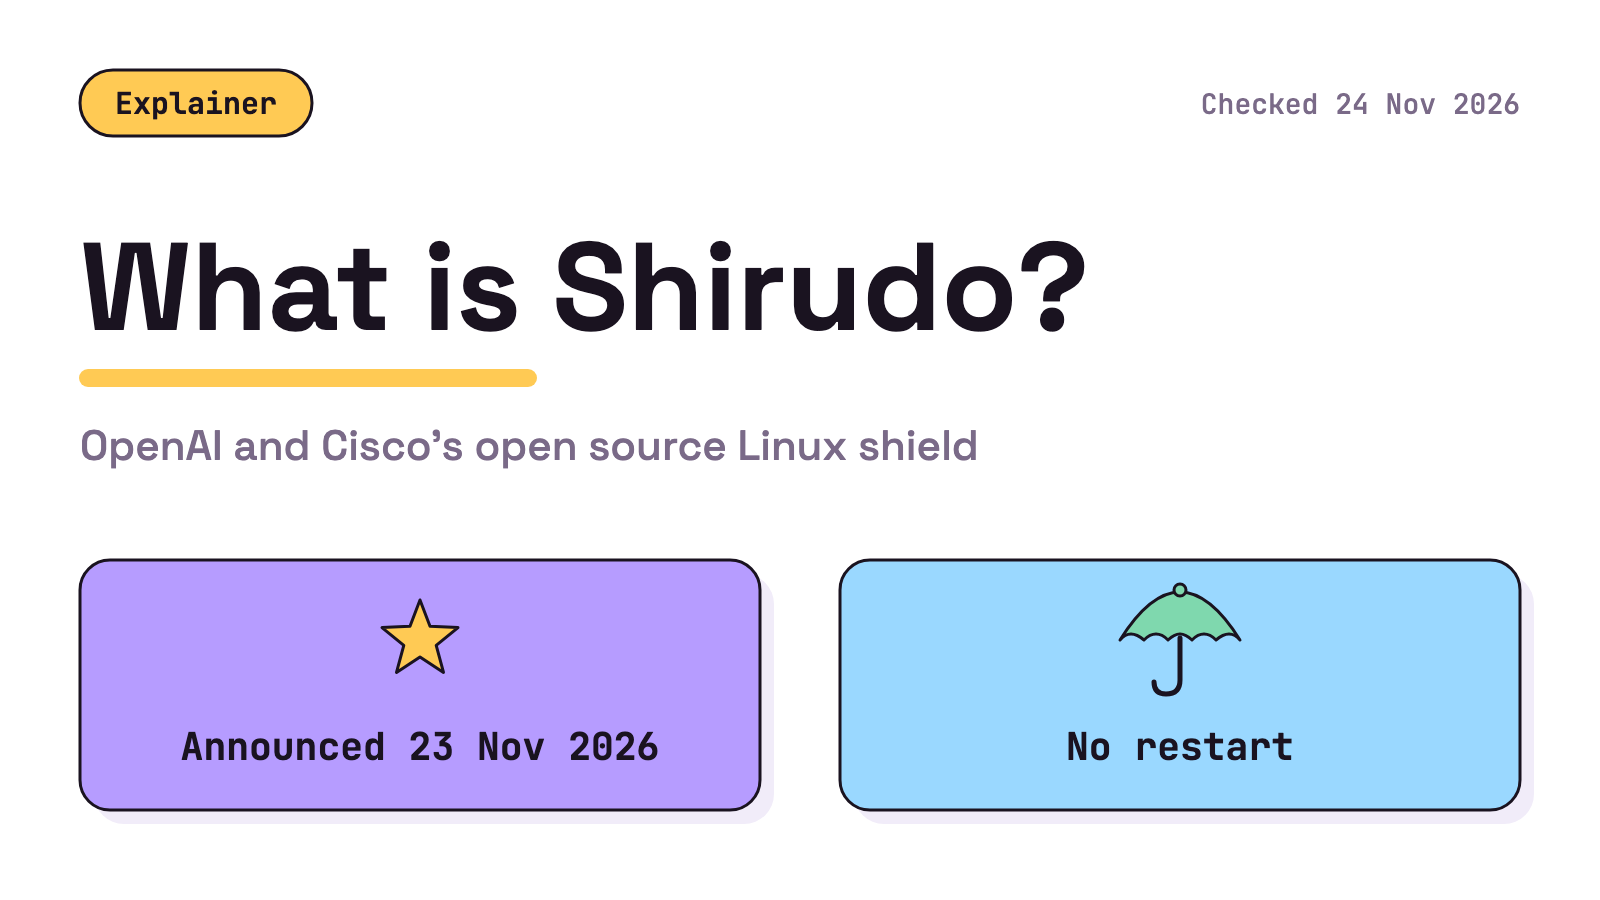 Explainer
Checked 24 Nov 2026
What is Shirudo?
OpenAI and Cisco’s open source Linux shield
Announced 23 Nov 2026
No restart